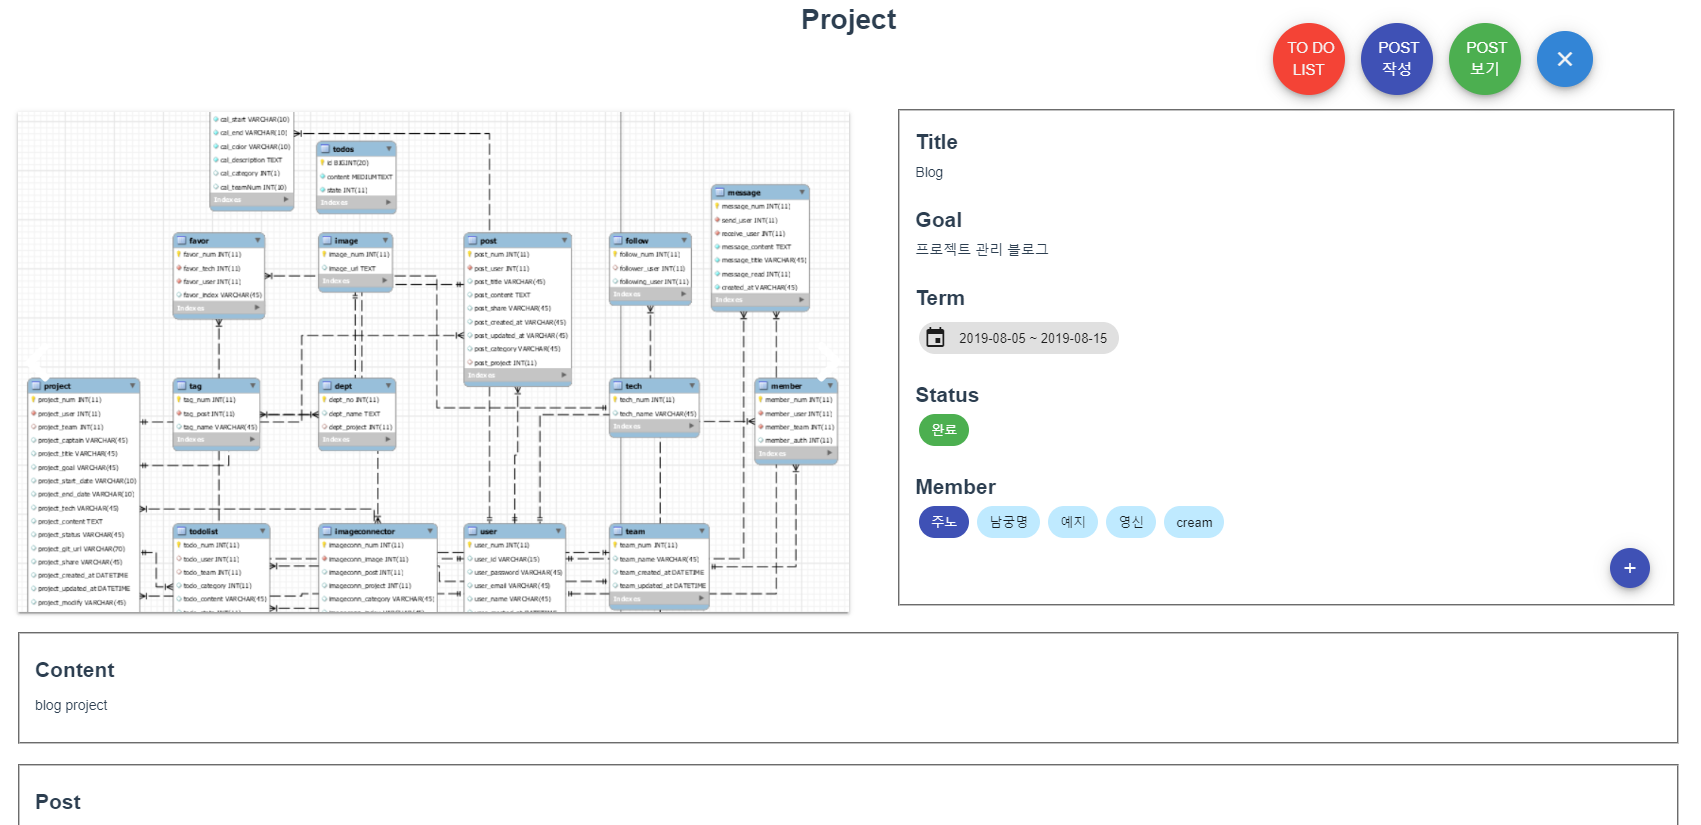 Project
TO DO
LIST
POST
작성
POST
보기
cal_start VARCHAR(10)
cal_end VARCHAR(10)
cal_color VARCHAR(10)
cal_description TEXT
cal_category INT(1)
cal_teamNum INT(10)
Indexes
todos
id BIGINT(20)
content MEDIUMTEXT
state INT(11)
Indexes
message
message_num INT(11)
send_user INT(11)
receive_user INT(11)
message_content TEXT
message_title VARCHAR(45)
message_read INT(11)
created_at VARCHAR(45)
Indexes
favor
favor_num INT(11)
favor_tech INT(11)
favor_user INT(11)
favor_index VARCHAR(45)
Indexes
image
image_num INT(11)
image_url TEXT
Indexes
post
post_num INT(11)
post_user INT(11)
post_title VARCHAR(45)
post_content TEXT
post_share VARCHAR(45)
post_created_at VARCHAR(45)
post_updated_at VARCHAR(45)
post_category VARCHAR(45)
post_project INT(11)
Indexes
follow
follow_num INT(11)
follower_user INT(11)
following_user INT(11)
Indexes
project
project_num INT(11)
project_user INT(11)
project_team INT(11)
project_captain VARCHAR(45)
project_title VARCHAR(45)
project_goal VARCHAR(45)
project_start_date VARCHAR(10)
project_end_date VARCHAR(10)
project_tech VARCHAR(45)
project_content TEXT
project_status VARCHAR(45)
project_git_url VARCHAR(70)
project_share VARCHAR(45)
project_created_at DATETIME
project_updated_at DATETIME
project_modify VARCHAR(45)
tag
tag_num INT(11)
tag_post INT(11)
tag_name VARCHAR(45)
Indexes
dept
dept_no INT(11)
dept_name TEXT
dept_project INT(11)
Indexes
tech
tech_num INT(11)
tech_name VARCHAR(45)
Indexes
member
member_num INT(11)
member_user INT(11)
member_team INT(11)
member_auth INT(11)
Indexes
todolist
todo_num INT(11)
todo_user INT(11)
todo_team INT(11)
todo_category INT(11)
todo_content VARCHAR(45)
imageconnector
imageconn_num INT(11)
imageconn_image INT(11)
imageconn_post INT(11)
imageconn_project INT(11)
imageconn_category VARCHAR(45)
user
user_num INT(11)
user_id VARCHAR(15)
user_password VARCHAR(45)
user_email VARCHAR(45)
user_name VARCHAR(45)
team
team_num INT(11)
team_name VARCHAR(45)
team_created_at DATETIME
team_updated_at DATETIME
Indexes
Title
Blog
Goal
프로젝트 관리 블로그
Term
2019-08-05 ~ 2019-08-15
Status
완료
Member
주노 남궁명 예지 영신 cream
+
Content
blog project
Post